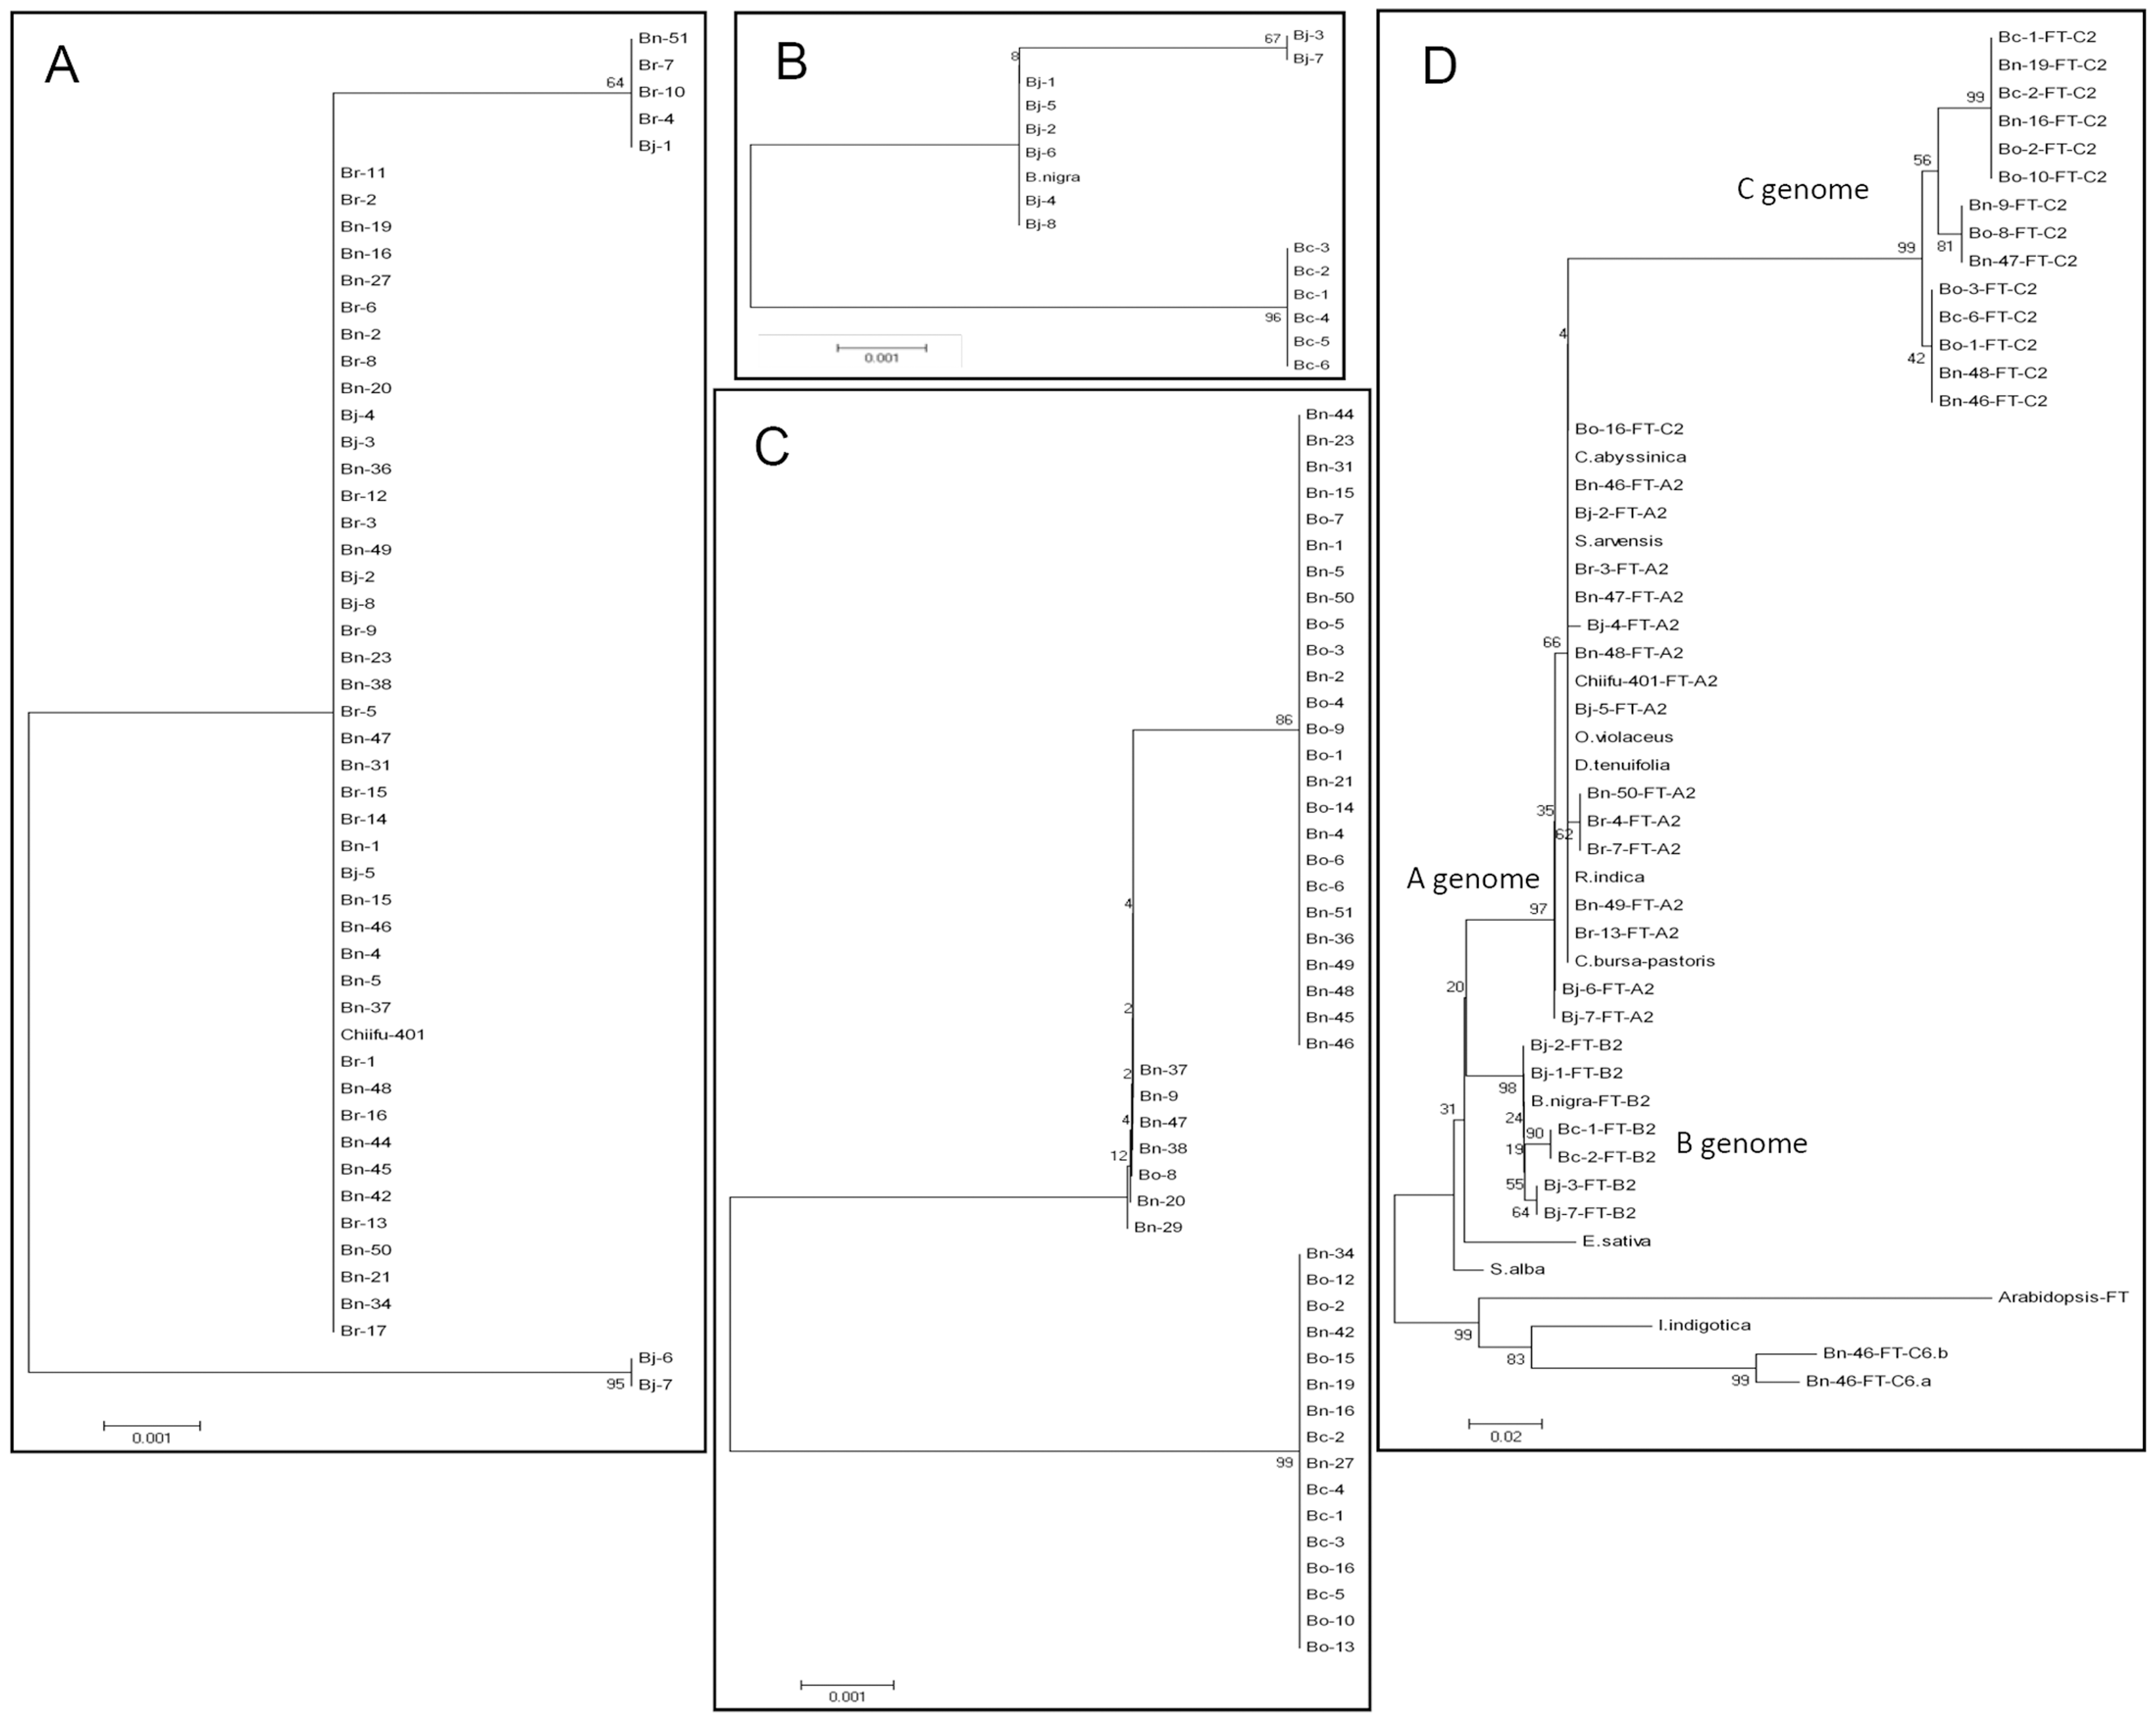 A
Bn-51
Br-7
64
Br-10
Br-4
Bj-1
Br-11
Br-2
Bn-19
Bn-16
Bn-27
Br-6
Bn-2
Br-8
Bn-20
Bj-4
Bj-3
Bn-36
Br-12
Br-3
Bn-49
Bj-2
Bj-8
Br-9
Bn-23
Bn-38
Br-5
Bn-47
Bn-31
Br-15
Br-14
Bn-1
Bj-5
Bn-15
Bn-46
Bn-4
Bn-5
Bn-37
Chiifu-401
Br-1
Bn-48
Br-16
Bn-44
Bn-45
Bn-42
Br-13
Bn-50
Bn-21
Bn-34
Br-17
Bj-6
95
Bj-7
0.001
B
67
Bj-3
8
Bj-7
Bj-1
Bj-5
Bj-2
Bj-6
B.nigra
Bj-4
Bj-8
Bc-3
Bc-2
Bc-1
96
Bc-4
Bc-5
Bc-6
0.001
C
Bn-44
Bn-23
Bn-31
Bn-15
Bo-7
Bn-1
Bn-5
Bn-50
Bo-5
Bo-3
Bn-2
Bo-4
86
Bo-9
Bo-1
Bn-21
Bo-14
Bn-4
Bo-6
Bc-6
4
Bn-51
Bn-36
Bn-49
Bn-48
2
Bn-45
Bn-46
2
Bn-37
Bn-9
4
Bn-47
12
Bn-38
Bo-8
Bn-20
Bn-29
Bn-34
Bo-12
Bo-2
Bn-42
Bo-15
Bn-19
Bn-16
Bc-2
99
Bn-27
Bc-4
Bc-1
Bc-3
Bo-16
Bc-5
Bo-10
Bo-13
0.001
D
Bc-1-FT-C2
Bn-19-FT-C2
99
Bc-2-FT-C2
Bn-16-FT-C2
Bo-2-FT-C2
56
Bo-10-FT-C2
C genome
Bn-9-FT-C2
Bo-8-FT-C2
99
81
Bn-47-FT-C2
Bo-3-FT-C2
Bc-6-FT-C2
4
Bo-1-FT-C2
42
Bn-48-FT-C2
Bn-46-FT-C2
Bo-16-FT-C2
C.abyssinica
Bn-46-FT-A2
Bj-2-FT-A2
S.arvensis
Br-3-FT-A2
Bn-47-FT-A2
Bj-4-FT-A2
66
Bn-48-FT-A2
Chiifu-401-FT-A2
Bj-5-FT-A2
O.violaceus
D.tenuifolia
Bn-50-FT-A2
35
Br-4-FT-A2
62
Br-7-FT-A2
A genome
R.indica
97
Bn-49-FT-A2
Br-13-FT-A2
C.bursa-pastoris
20
Bj-6-FT-A2
Bj-7-FT-A2
Bj-2-FT-B2
98
Bj-1-FT-B2
31
B.nigra-FT-B2
24
90
Bc-1-FT-B2
19
Bc-2-FT-B2
B genome
55
Bj-3-FT-B2
64
Bj-7-FT-B2
E.sativa
S.alba
Arabidopsis-FT
99
I.indigotica
83
Bn-46-FT-C6.b
99
Bn-46-FT-C6.a
0.02